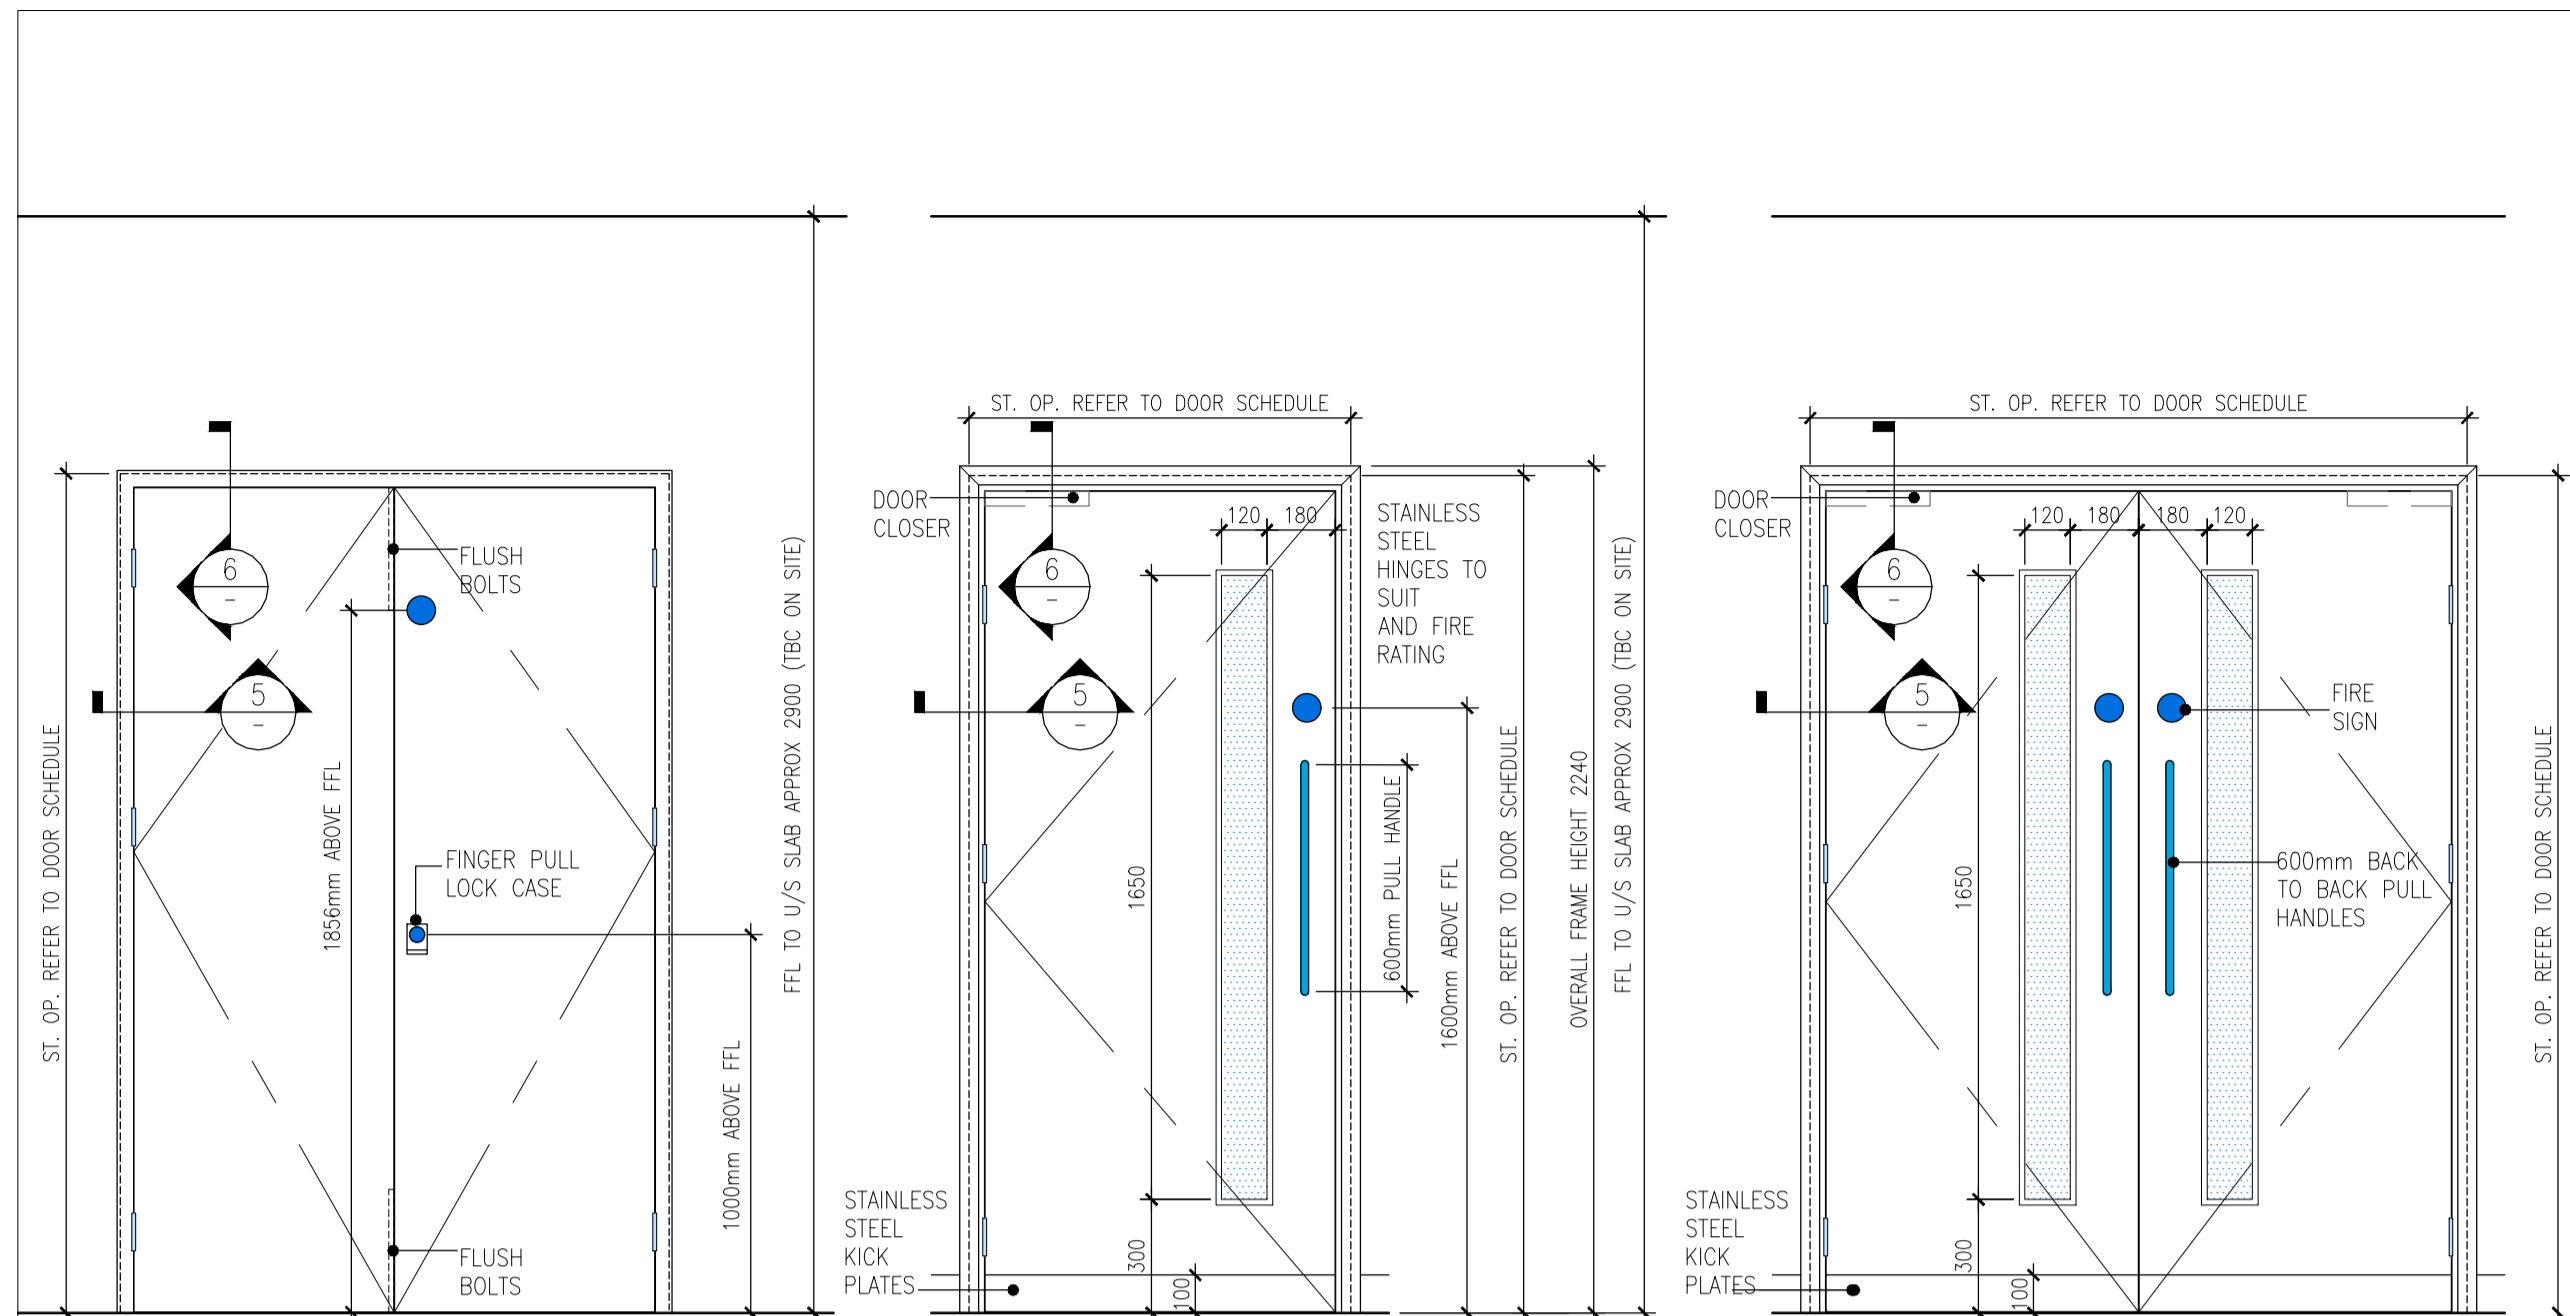 ST. OP. REFER TO DOOR SCHEDULE
6
-
5
-
FLUSH
BOLTS
1856mm ABOVE FFL
FINGER PULL
LOCK CASE
1000mm ABOVE FFL
FLUSH
BOLTS
FFL TO U/S SLAB APPROX 2900 (TBC ON SITE)
ST. OP. REFER TO DOOR SCHEDULE
DOOR
CLOSER
6
-
5
-
120
180
STAINLESS
STEEL
HINGES TO
SUIT
AND FIRE
RATING
1650
600mm PULL HANDLE
1600mm ABOVE FFL
ST. OP. REFER TO DOOR SCHEDULE
OVERALL FRAME HEIGHT 2240
FFL TO U/S SLAB APPROX 2900 (TBC ON SITE)
STAINLESS
STEEL
KICK
PLATES
300
100
ST. OP. REFER TO DOOR SCHEDULE
DOOR
CLOSER
6
-
5
-
120
180
180
120
FIRE
SIGN
1650
600mm BACK
TO BACK PULL
HANDLES
ST. OP. REFER TO DOOR SCHEDULE
STAINLESS
STEEL
KICK
PLATES
300
100